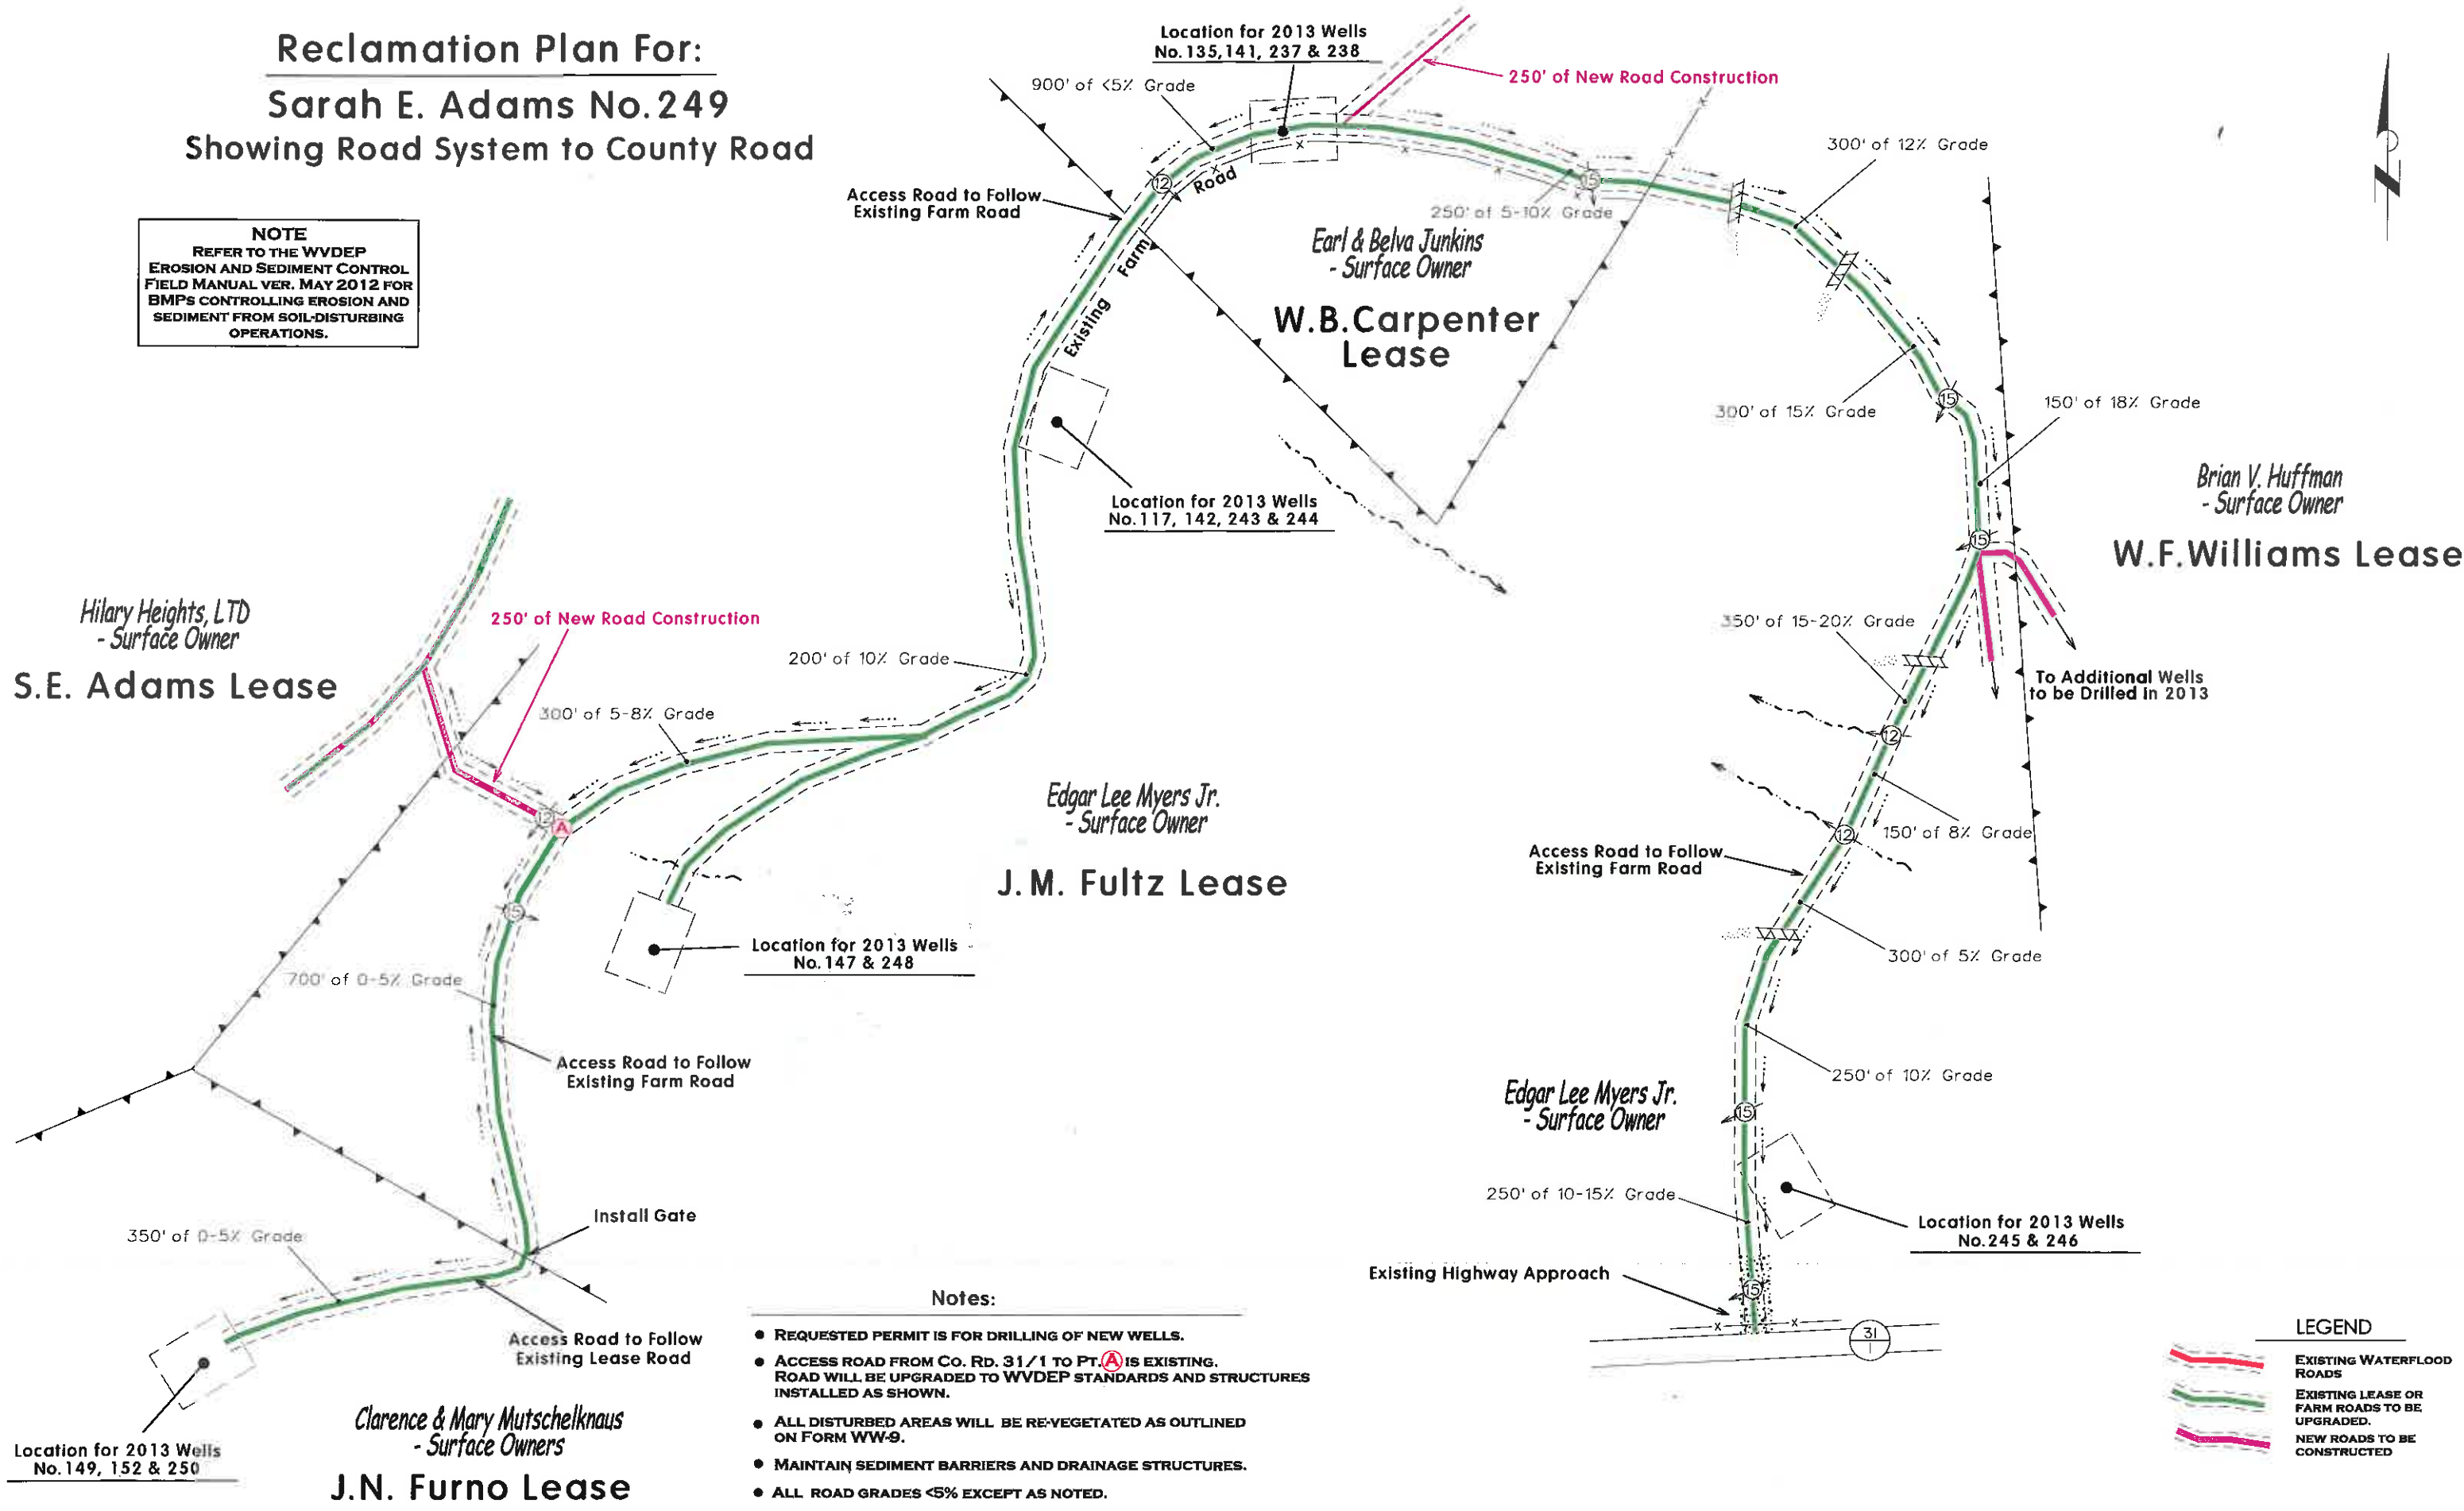 Reclamation Plan For:
Sarah E. Adams No.249
Showing Road System to County Road
NOTE
REFER TO THE WVDEP
EROSION AND SEDIMENT CONTROL
FIELD MANUAL VER. MAY 2012 FOR
BMPS CONTROLLING EROSION AND
SEDIMENT FROM SOIL-DISTURBING
OPERATIONS.
Location for 2013 Wells
No.135,141, 237 & 238
900' of <5% Grade
250' of New Road Construction
300' of 12% Grade
Access Road to Follow
Existing Farm Road
12
Existing Farm Road
15
250' of 5-10% Grade
Earl & Belva Junkins
- Surface Owner
W.B.Carpenter
Lease
300' of 15% Grade
15
150' of 18% Grade
Location for 2013 Wells
No.117, 142, 243 & 244
Brian V. Huffman
- Surface Owner
W.F.Williams Lease
15
Hilary Heights, LTD
- Surface Owner
S.E. Adams Lease
250' of New Road Construction
200' of 10% Grade
300' of 5-8% Grade
350' of 15-20% Grade
To Additional Wells
to be Drilled in 2013
12
12
A
12
150' of 8% Grade
Edgar Lee Myers Jr.
- Surface Owner
J.M. Fultz Lease
Access Road to Follow
Existing Farm Road
15
Location for 2013 Wells
No.147 & 248
700' of 0-5% Grade
300' of 5% Grade
Access Road to Follow
Existing Farm Road
250' of 10% Grade
Edgar Lee Myers Jr.
- Surface Owner
15
250' of 10-15% Grade
Location for 2013 Wells
No.245 & 246
Install Gate
350' of 0-5% Grade
Existing Highway Approach
15
31
1
Access Road to Follow
Existing Lease Road
Location for 2013 Wells
No.149, 152 & 250
Clarence & Mary Mutschelknaus
- Surface Owners
J.N. Furno Lease
Notes:
● REQUESTED PERMIT IS FOR DRILLING OF NEW WELLS.
● ACCESS ROAD FROM CO. RD. 31/1 TO PT. A IS EXISTING.
ROAD WILL BE UPGRADED TO WVDEP STANDARDS AND STRUCTURES
INSTALLED AS SHOWN.
● ALL DISTURBED AREAS WILL BE RE-VEGETATED AS OUTLINED
ON FORM WW-9.
● MAINTAIN SEDIMENT BARRIERS AND DRAINAGE STRUCTURES.
● ALL ROAD GRADES <5% EXCEPT AS NOTED.
LEGEND
EXISTING WATERFLOOD
ROADS
EXISTING LEASE OR
FARM ROADS TO BE
UPGRADED.
NEW ROADS TO BE
CONSTRUCTED